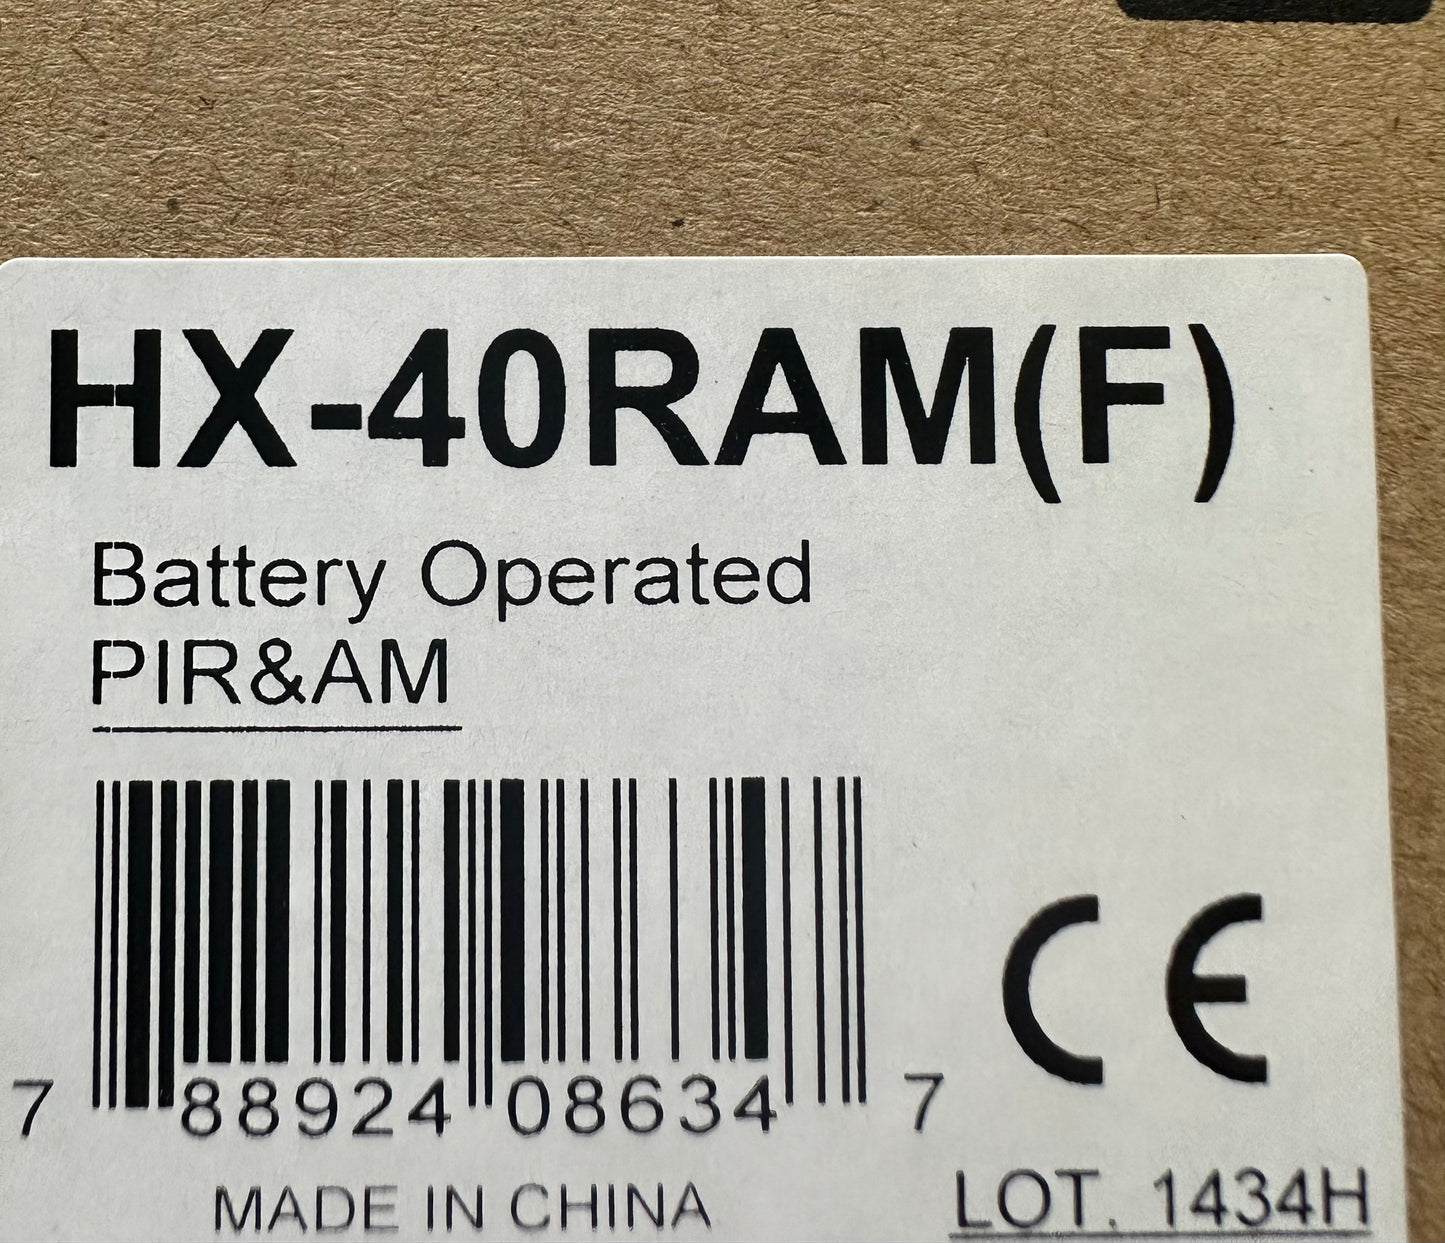 HX-40RAM(F)
Battery Operated
PIR&AM
7 88924 08634 7
CE
MADE IN CHINA
LOT. 1434H